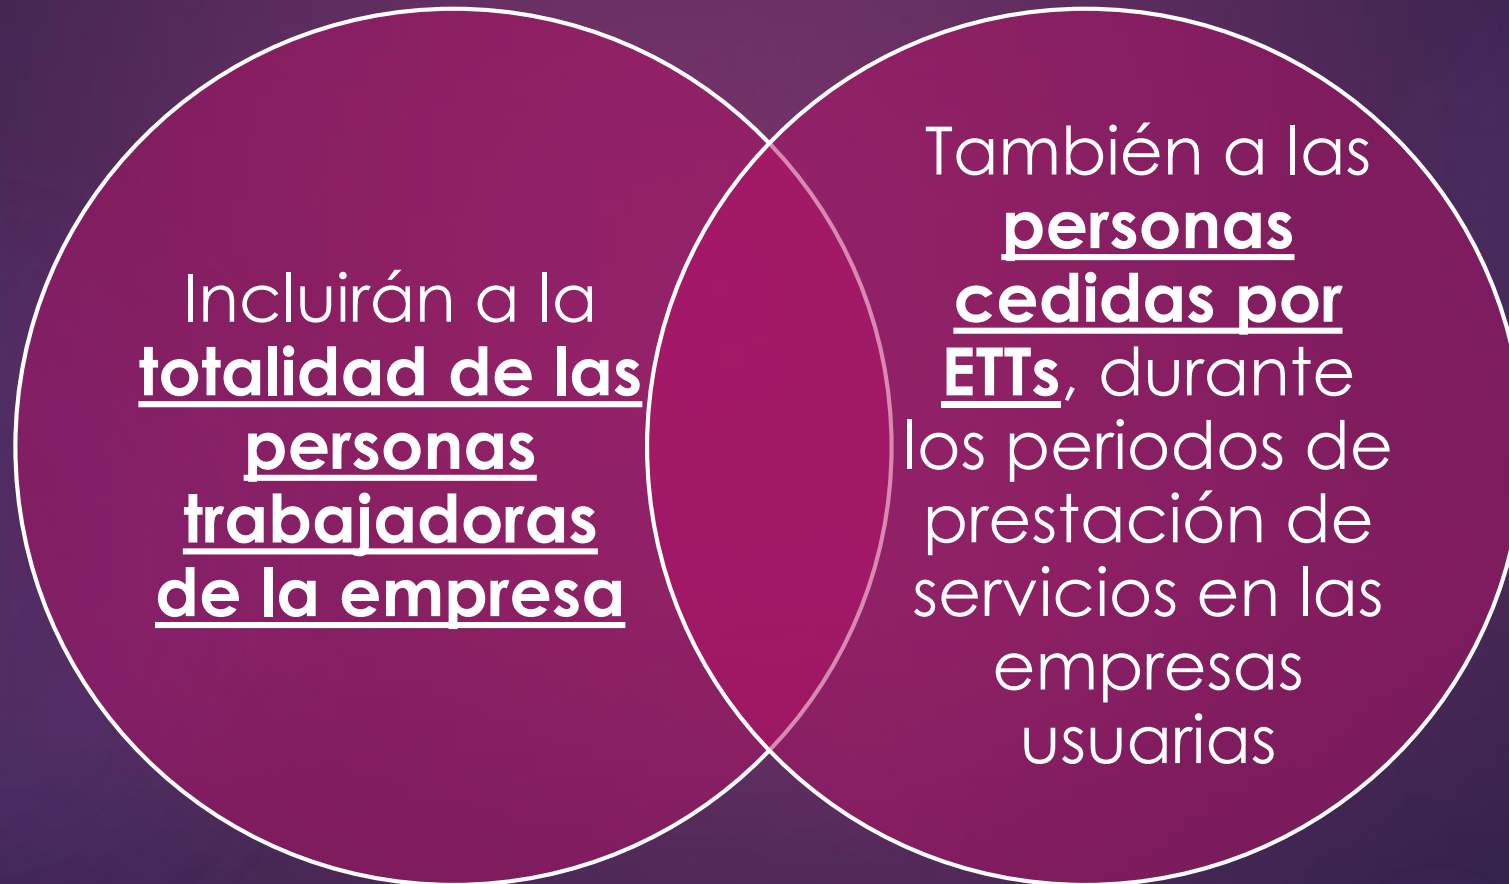 Incluirán a la
totalidad de las
personas
trabajadoras
de la empresa
También a las
personas
cedidas por
ETTs, durante
los periodos de
prestación de
servicios en las
empresas
usuarias